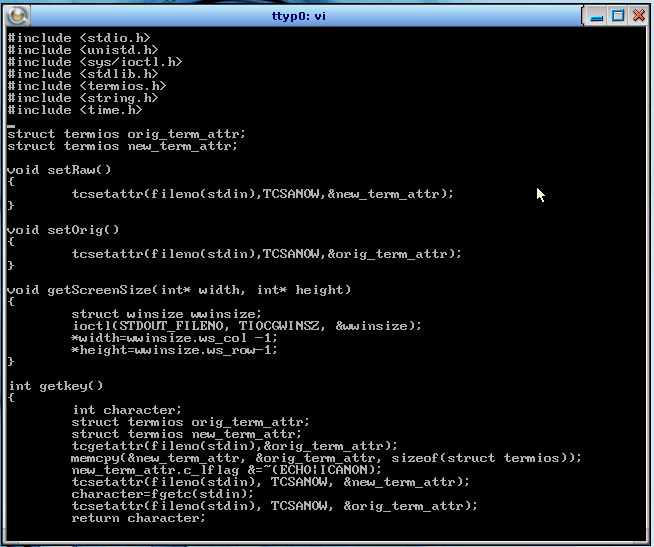 ttyp0: vi
#include <stdio.h>
#include <unistd.h>
#include <sys/ioctl.h>
#include <stdlib.h>
#include <termios.h>
#include <string.h>
#include <time.h>
struct termios orig_term_attr;
struct termios new_term_attr;
void setRaw()
{
tcsetattr(fileno(stdin),TCSANOW,&new_term_attr);
}
void setOrig()
{
tcsetattr(fileno(stdin),TCSANOW,&orig_term_attr);
}
void getScreenSize(int* width, int* height)
{
struct winsize wwinsize;
ioctl(STDOUT_FILENO, TIOCGWINSZ, &wwinsize);
*width=wwinsize.ws_col -1;
*height=wwinsize.ws_row-1;
}
int getkey()
{
int character;
struct termios orig_term_attr;
struct termios new_term_attr;
tcgetattr(fileno(stdin),&orig_term_attr);
memcpy(&new_term_attr, &orig_term_attr, sizeof(struct termios));
new_term_attr.c_lflag &=~(ECHO|ICANON);
tcsetattr(fileno(stdin), TCSANOW, &new_term_attr);
character=fgetc(stdin);
tcsetattr(fileno(stdin), TCSANOW, &orig_term_attr);
return character;